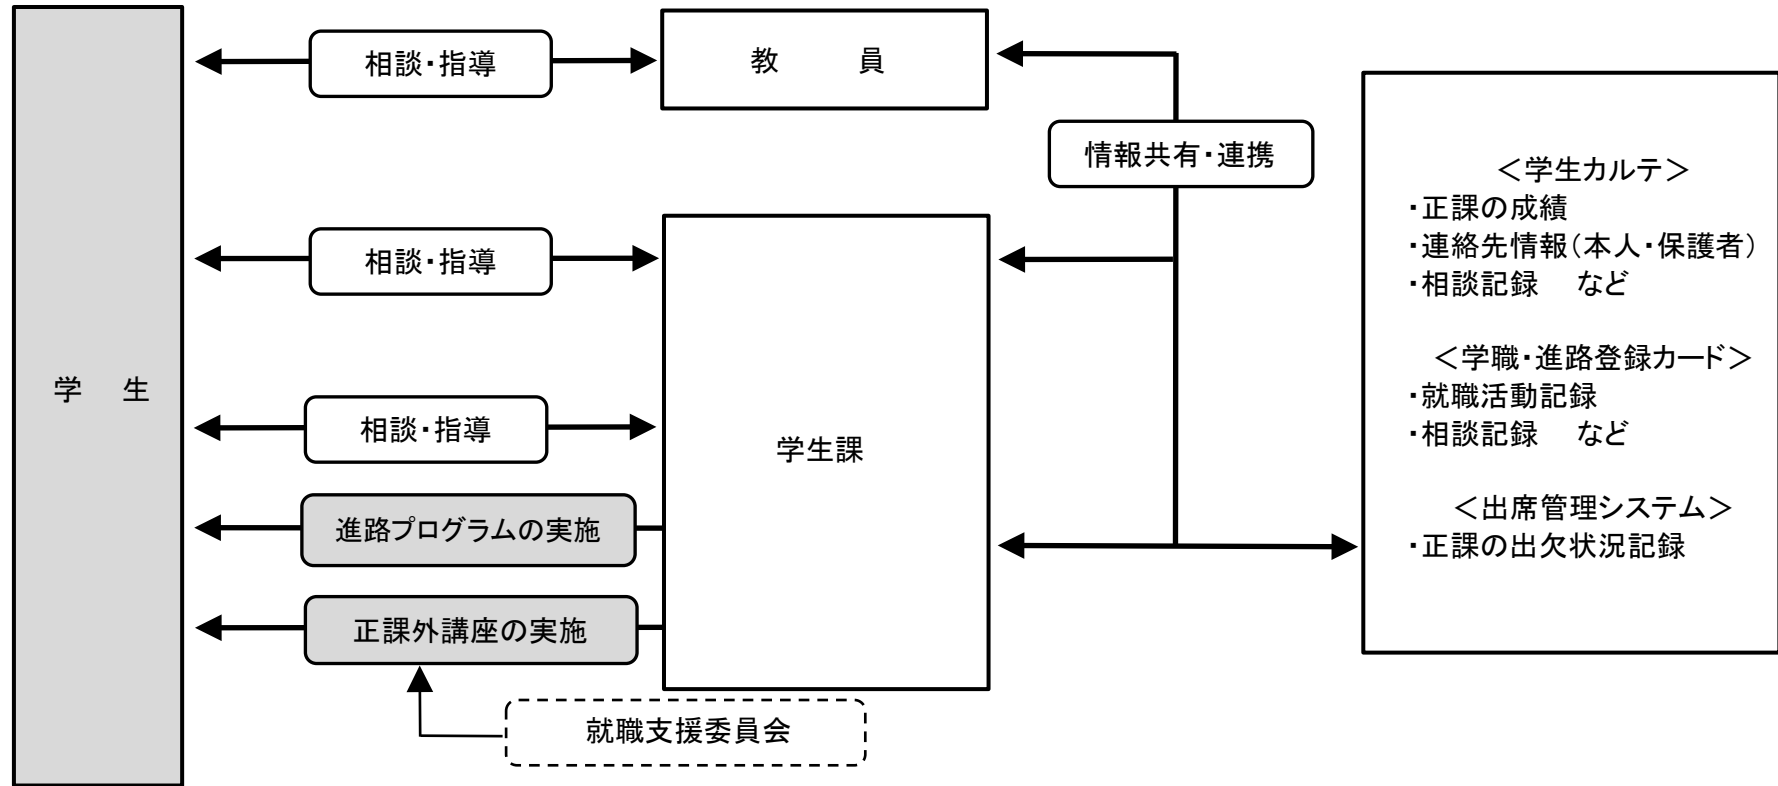 相談・指導
教　　員
情報共有・連携
＜学生カルテ＞
・正課の成績
・連絡先情報（本人・保護者）
・相談記録　など
相談・指導
＜学職・進路登録カード＞
・就職活動記録
・相談記録　など
学　生
相談・指導
学生課
＜出席管理システム＞
・正課の出欠状況記録
進路プログラムの実施
正課外講座の実施
就職支援委員会